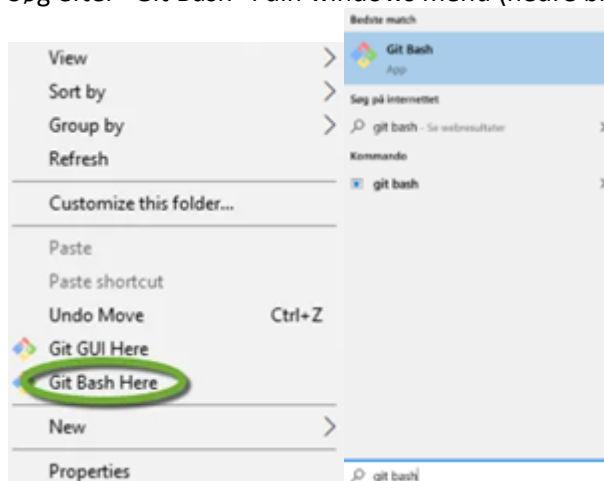 View
Sort by
Group by
Refresh
Customize this folder...
Paste
Paste shortcut
Undo Move Ctrl+Z
Git GUI Here
Git Bash Here
New
Properties
Bedste match
Git Bash
App
Søg på internettet
git bash - Se webresultater
Kommando
git bash
git bash